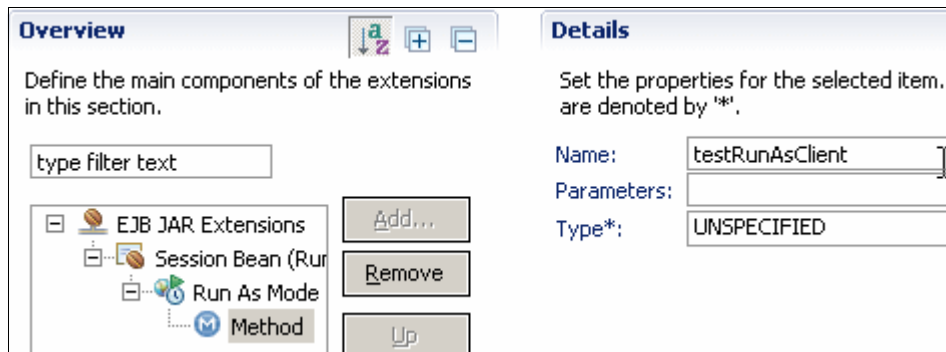 Overview
Define the main components of the extensions
in this section.
type filter text
EJB JAR Extensions
Session Bean (Run
Run As Mode
Method
Add...
Remove
Up
Details
Set the properties for the selected item.
are denoted by '*'.
Name: testRunAsClient
Parameters:
Type*: UNSPECIFIED